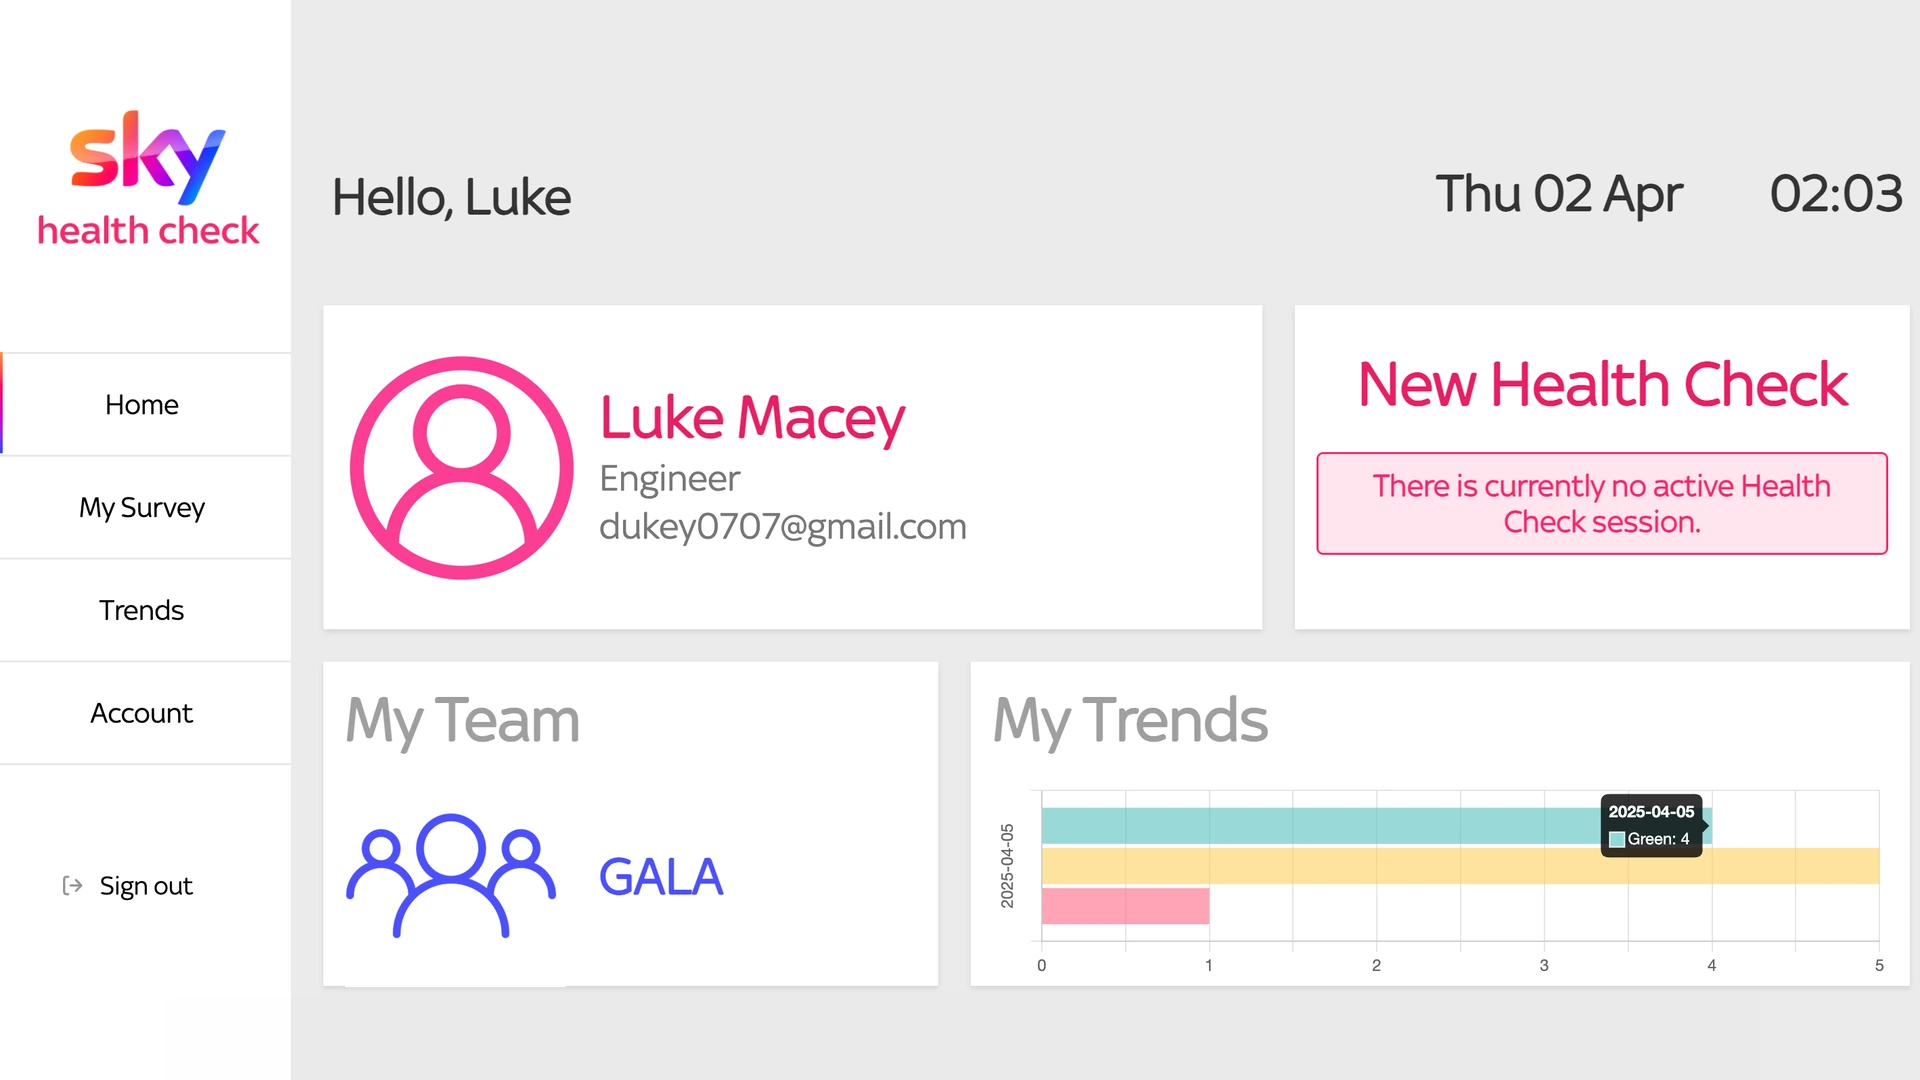 sky
health check
Home
My Survey
Trends
Account
Sign out
Hello, Luke
Thu 02 Apr
02:03
Luke Macey
Engineer
dukey0707@gmail.com
New Health Check
There is currently no active Health
Check session.
My Team
GALA
My Trends
2025-04-05
2025-04-05
Green: 4
0 1 2 3 4 5